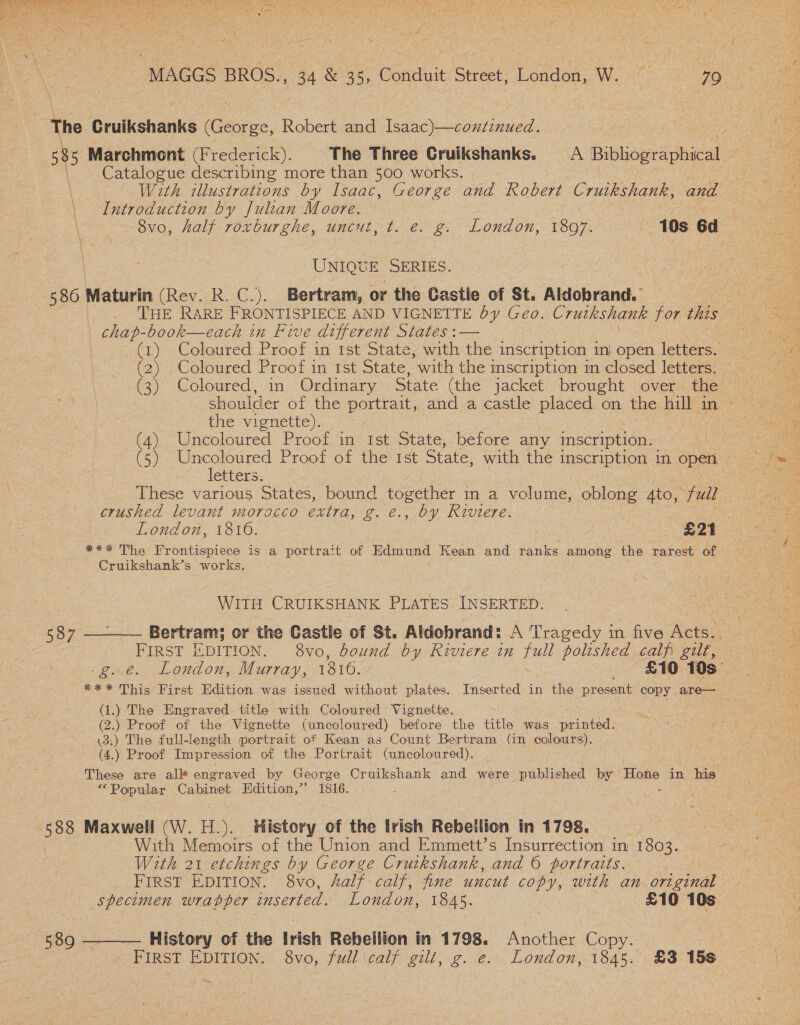 MAGGS BROS., 34 & 35, Conduit Street, London, W. 79
The Cruikshanks (George, Robert and Isaac)—continued.
585 Marchmont (Frederick). The Three Cruikshanks. A Bibliographical
Catalogue describing more than 500 works.
With illustrations by Isaac, George and Robert Cruikshank, and
Introduction by Julian Moore.
8vo, half roxburghe, uncut, t. e. g. London, 1897. 10s 6d
UNIQUE SERIES.
586 Maturin (Rev. R. C.). Bertram, or the Castle of St. Aldobrand.
THE RARE FRONTISPIECE AND VIGNETTE by Geo. Cruikshank for this
chap-book—each in Five different States:—
(1) Coloured Proof in 1st State, with the inscription in open letters.
(2) Coloured Proof in 1st State, with the inscription in closed letters.
(3) Coloured, in Ordinary State (the jacket brought over the
shoulder of the portrait, and a castle placed on the hill in
the vignette).
(4) Uncoloured Proof in 1st State, before any inscription.
(5) Uncoloured Proof of the 1st State, with the inscription in open
letters.
These various States, bound together in a volume, oblong 4to, full
crushed levant morocco extra, g. e., by Riviere.
London, 1816. £21
*** The Frontispiece is a portrait of Edmund Kean and ranks among the rarest of
Cruikshank's works.
WITH CRUIKSHANK PLATES INSERTED.
587 ——— Bertram; or the Castle of St. Aldobrand: A Tragedy in five Acts.
FIRST EDITION. 8vo, bound by Riviere in full polished calf gilt,
g. e. London, Murray, 1816. £10 10s
*** This First Edition was issued without plates. Inserted in the present copy are—
(1.) The Engraved title with Coloured Vignette.
(2.) Proof of the Vignette (uncoloured) before the title was printed.
(3.) The full-length portrait of Kean as Count Bertram (in colours).
(4.) Proof Impression of the Portrait (uncoloured).
These are all engraved by George Cruikshank and were published by Hone in his
"Popular Cabinet Edition," 1816.
588 Maxwell (W. H.). History of the Irish Rebellion in 1798.
With Memoirs of the Union and Emmett's Insurrection in 1803.
With 21 etchings by George Cruikshank, and 6 portraits.
FIRST EDITION. 8vo, half calf, fine uncut copy, with an original
specimen wrapper inserted. London, 1845. £10 10s
589 ——— History of the Irish Rebellion in 1798. Another Copy.
FIRST EDITION. 8vo, full calf gilt, g. e. London, 1845. £3 15s